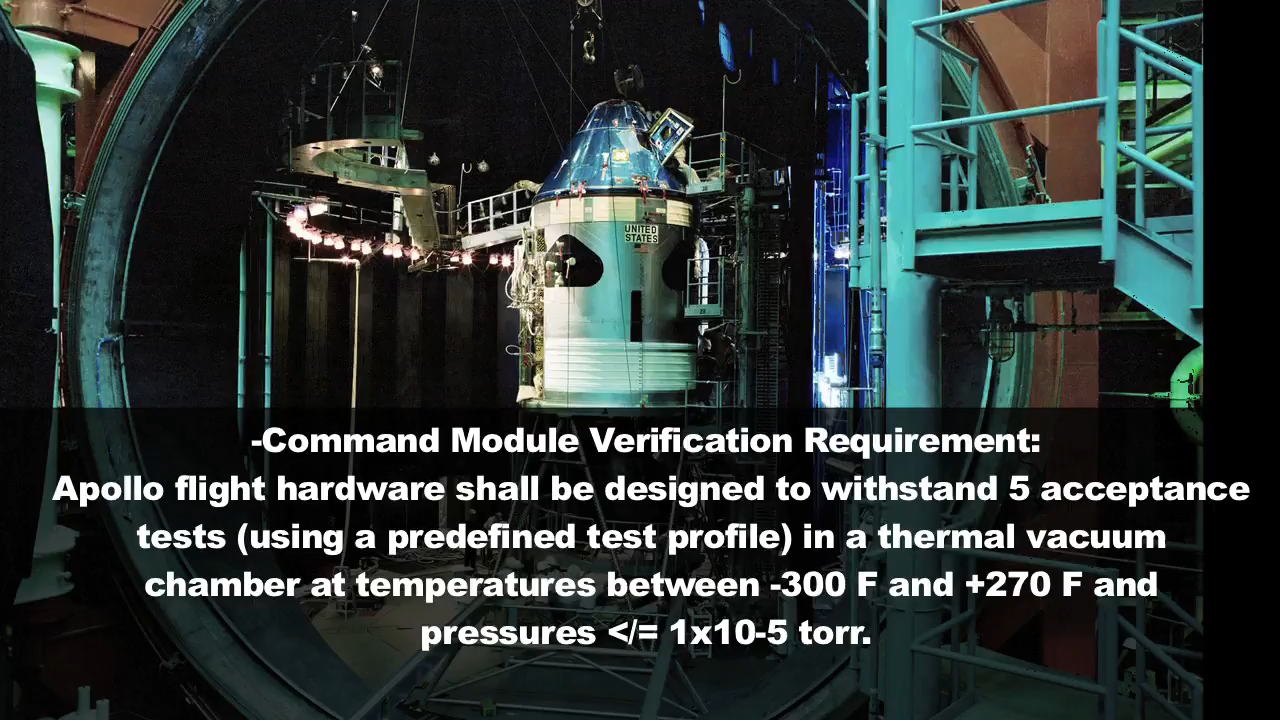 UNITED
STATES
-Command Module Verification Requirement:
Apollo flight hardware shall be designed to withstand 5 acceptance
tests (using a predefined test profile) in a thermal vacuum
chamber at temperatures between -300 F and +270 F and
pressures </= 1x10-5 torr.